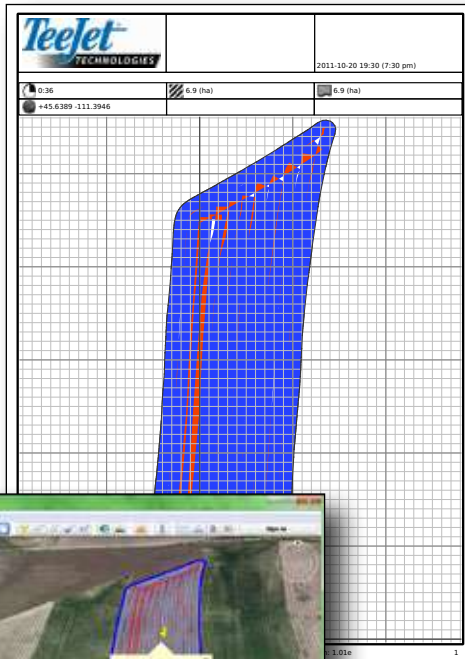 TeeJet
TECHNOLOGIES
2011-10-20 19:30 (7:30 pm)
0:36
6.9 (ha)
6.9 (ha)
+45.6389 -111.3946
1.01e
1